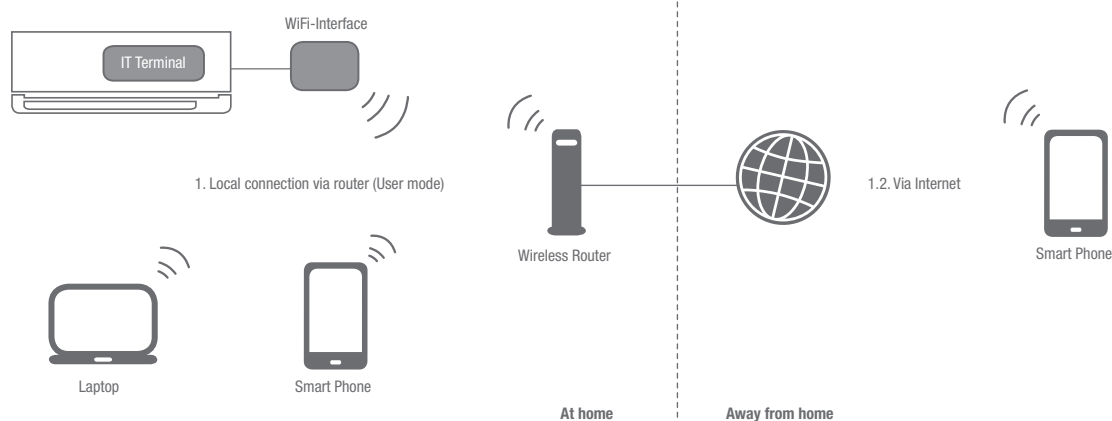 WiFi-Interface
IT Terminal
1. Local connection via router (User mode)
1.2. Via Internet
Wireless Router
Smart Phone
Laptop
Smart Phone
At home
Away from home